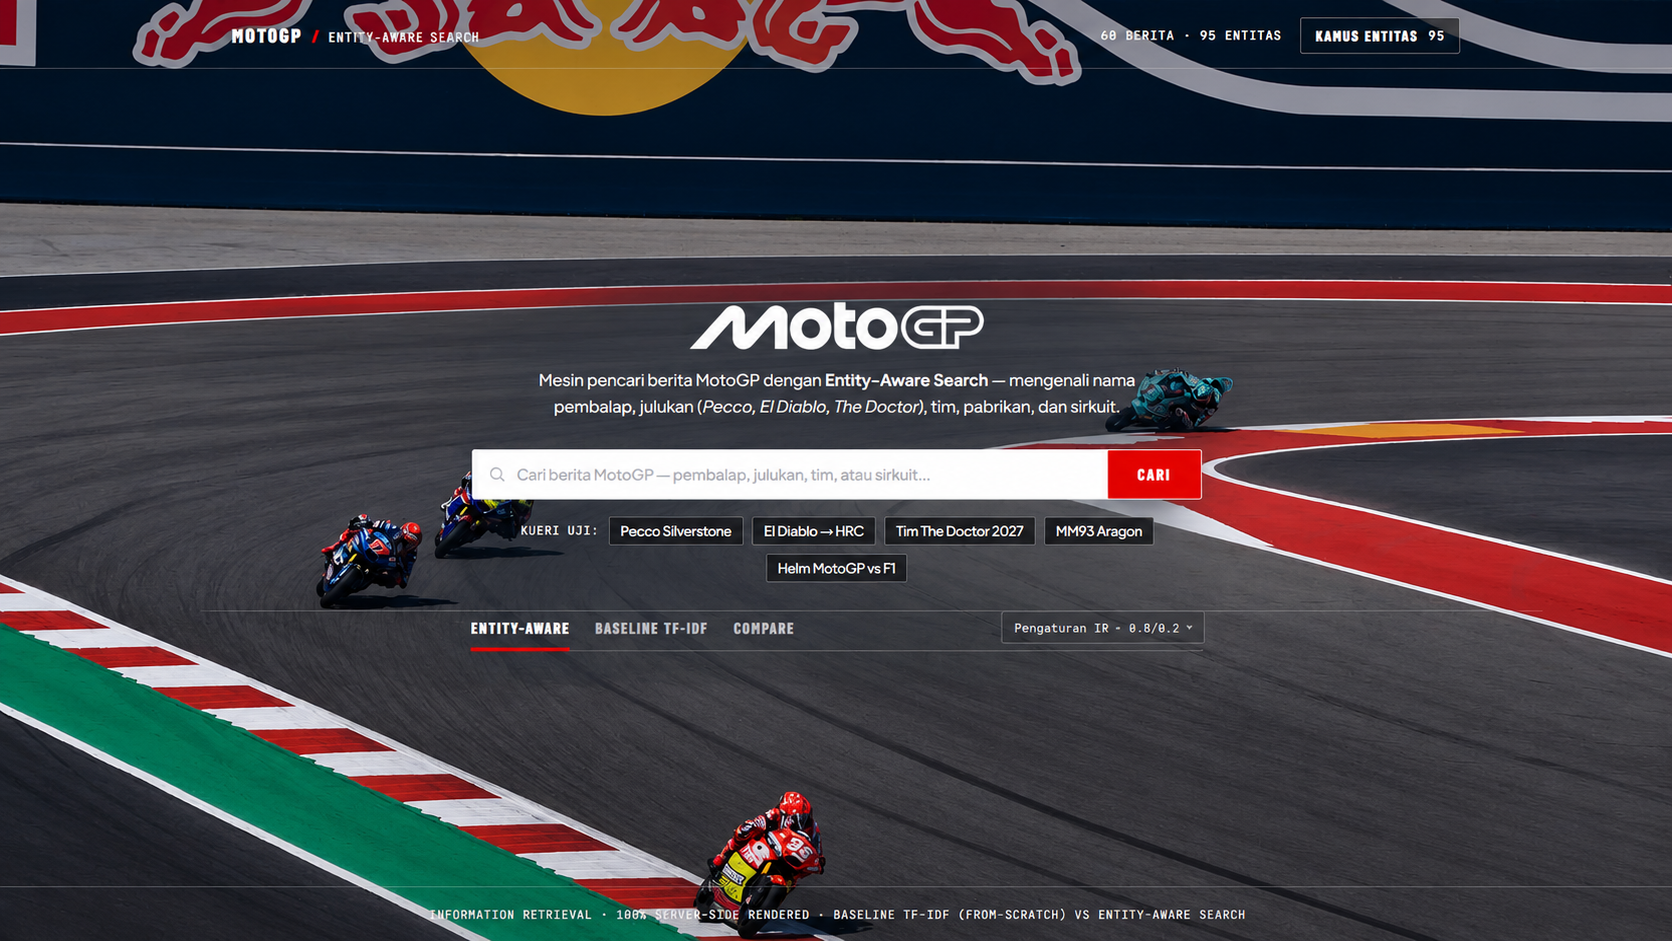 MOTOGP / ENTITY-AWARE SEARCH
60 BERITA · 95 ENTITAS
KAMUS ENTITAS 95
MotoGP
Mesin pencari berita MotoGP dengan Entity-Aware Search — mengenali nama
pembalap, julukan (Pecco, El Diablo, The Doctor), tim, pabrikan, dan sirkuit.
Cari berita MotoGP — pembalap, julukan, tim, atau sirkuit...
CARI
KUERI UJI:
Pecco Silverstone
El Diablo → HRC
Tim The Doctor 2027
MM93 Aragon
Helm MotoGP vs F1
ENTITY-AWARE
BASELINE TF-IDF
COMPARE
Pengaturan IR - 0.8/0.2
93
INFORMATION RETRIEVAL · 100% SERVER-SIDE RENDERED · BASELINE TF-IDF (FROM-SCRATCH) VS ENTITY-AWARE SEARCH